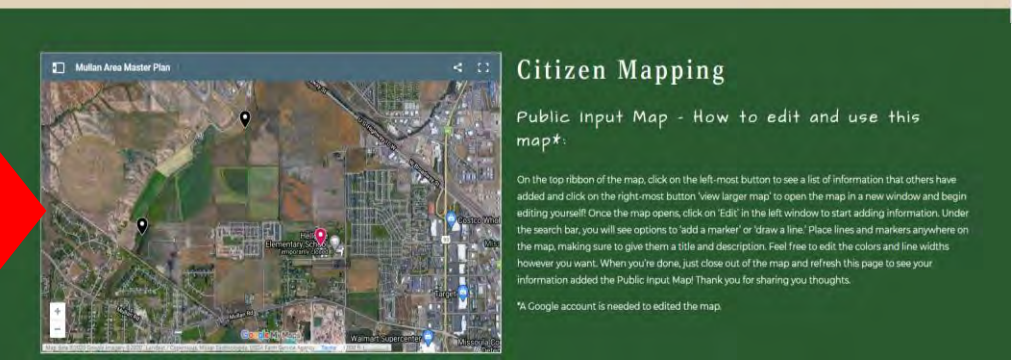 Mullan Area Master Plan
Costco Whol
Elementary School
Temporarily closed
Target
Mullan Rd
Walmart Supercenter
Google My Maps
Terms
Citizen Mapping
Public Input Map - How to edit and use this
map*:
On the top ribbon of the map, click on the left-most button to see a list of information that others have
added and click on the right-most button 'view larger map' to open the map in a new window and begin
editing yourself! Once the map opens, click on 'Edit' in the left window to start adding information. Under
the search bar, you will see options to 'add a marker' or 'draw a line.' Place lines and markers anywhere on
the map, making sure to give them a title and description. Feel free to edit the colors and line widths
however you want. When you're done, just close out of the map and refresh this page to see your
information added the Public Input Map! Thank you for sharing you thoughts.
*A Google account is needed to edited the map.